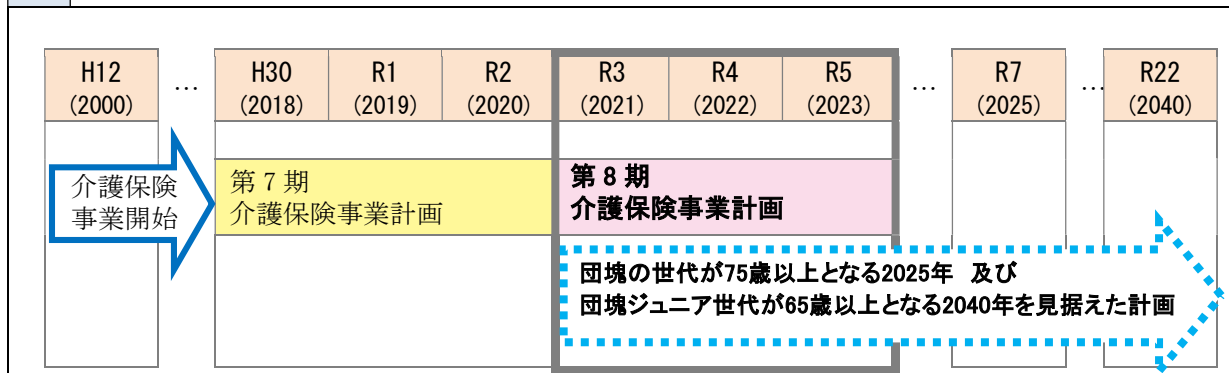 H12 … H30 R1 R2 R3 R4 R5 … R7 … R22
(2000) (2018) (2019) (2020) (2021) (2022) (2023) (2025) (2040)
介護保険
事業開始
第7期
介護保険事業計画
第8期
介護保険事業計画
団塊の世代が75歳以上となる2025年 及び
団塊ジュニア世代が65歳以上となる2040年を見据えた計画